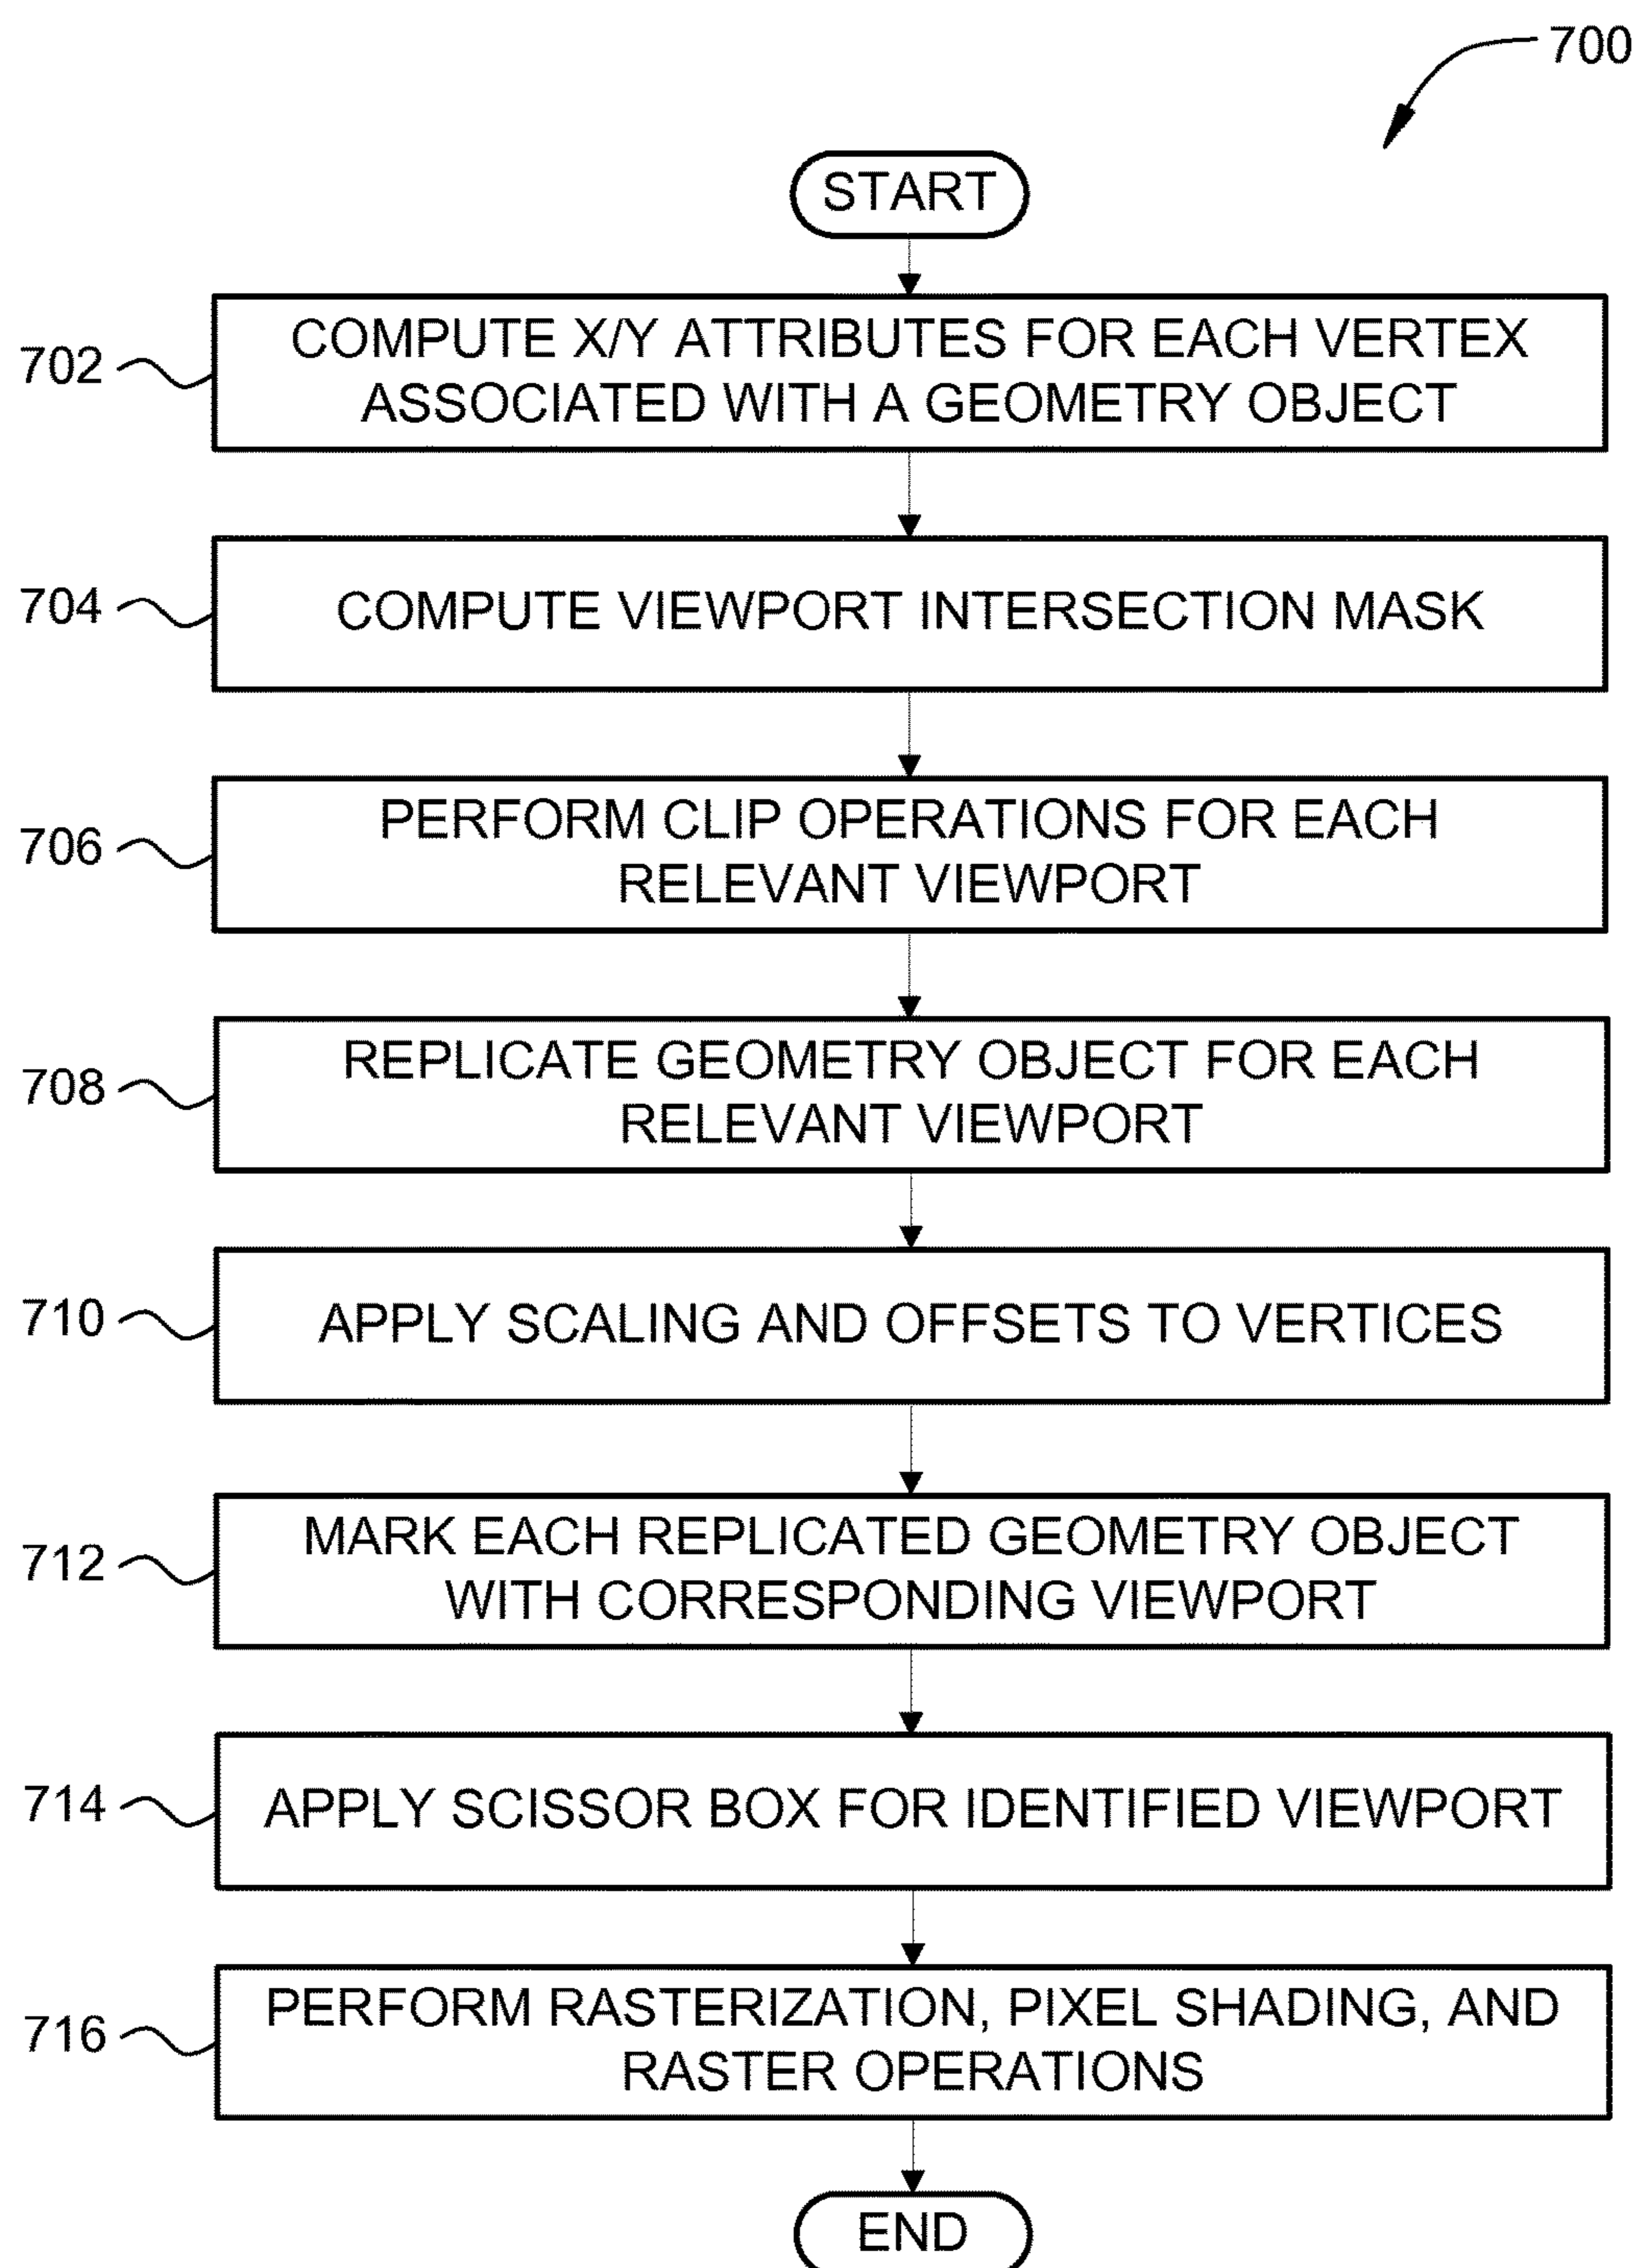 700
START
702
COMPUTE X/Y ATTRIBUTES FOR EACH VERTEX
ASSOCIATED WITH A GEOMETRY OBJECT
704
COMPUTE VIEWPORT INTERSECTION MASK
706
PERFORM CLIP OPERATIONS FOR EACH
RELEVANT VIEWPORT
708
REPLICATE GEOMETRY OBJECT FOR EACH
RELEVANT VIEWPORT
710
APPLY SCALING AND OFFSETS TO VERTICES
712
MARK EACH REPLICATED GEOMETRY OBJECT
WITH CORRESPONDING VIEWPORT
714
APPLY SCISSOR BOX FOR IDENTIFIED VIEWPORT
716
PERFORM RASTERIZATION, PIXEL SHADING, AND
RASTER OPERATIONS
END